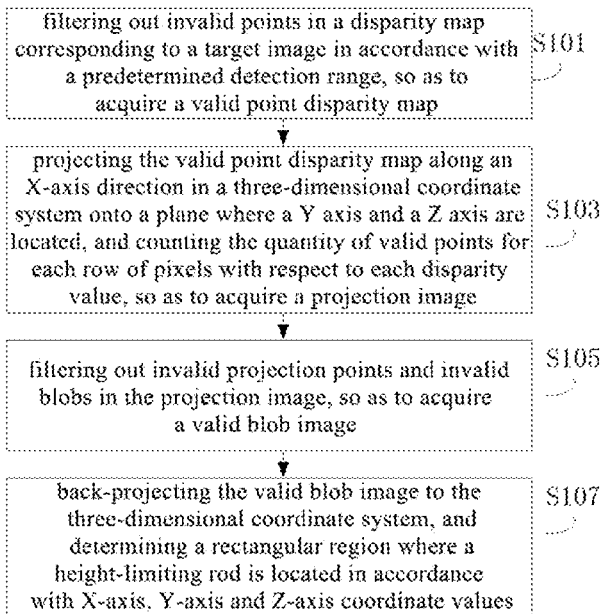 filtering out invalid points in a disparity map
corresponding to a target image in accordance with
a predetermined detection range, so as to
acquire a valid point disparity map
S101
projecting the valid point disparity map along an
X-axis direction in a three-dimensional coordinate
system onto a plane where a Y axis and a Z axis are
located, and counting the quantity of valid points for
each row of pixels with respect to each disparity
value, so as to acquire a projection image
S103
filtering out invalid projection points and invalid
blobs in the projection image, so as to acquire
a valid blob image
S105
back-projecting the valid blob image to the
three-dimensional coordinate system, and
determining a rectangular region where a
height-limiting rod is located in accordance
with X-axis, Y-axis and Z-axis coordinate values
S107